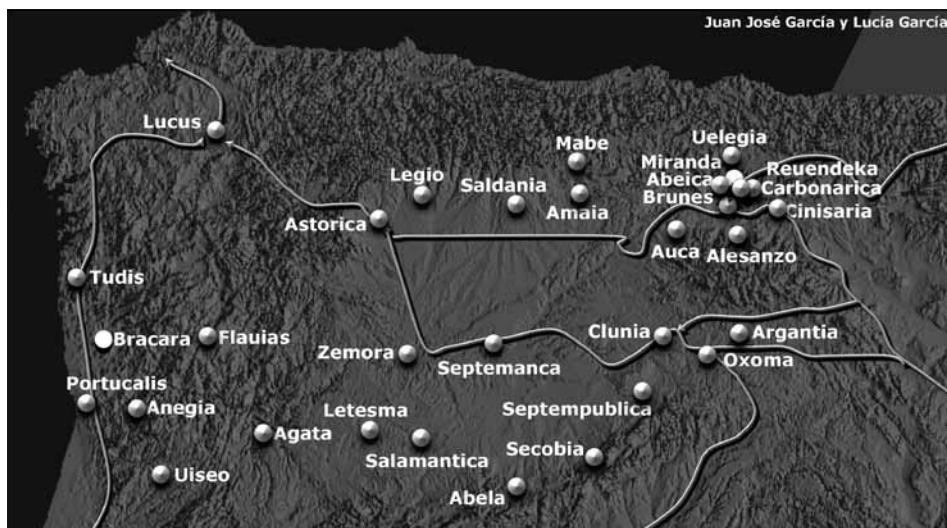 Juan José García y Lucía García
Lucus
Mabe
Uelegia
Miranda
Reuendeka
Legio
Saldania
Abeica
Carbonarica
Amaia
Brunes
Cinisaria
Astorica
Auca
Alesanzo
Tudis
Bracara
Flauias
Clunia
Argantia
Zemora
Septemanca
Oxoma
Portucalis
Anegia
Letesma
Septempublica
Agata
Salamantica
Secobia
Uiseo
Abela